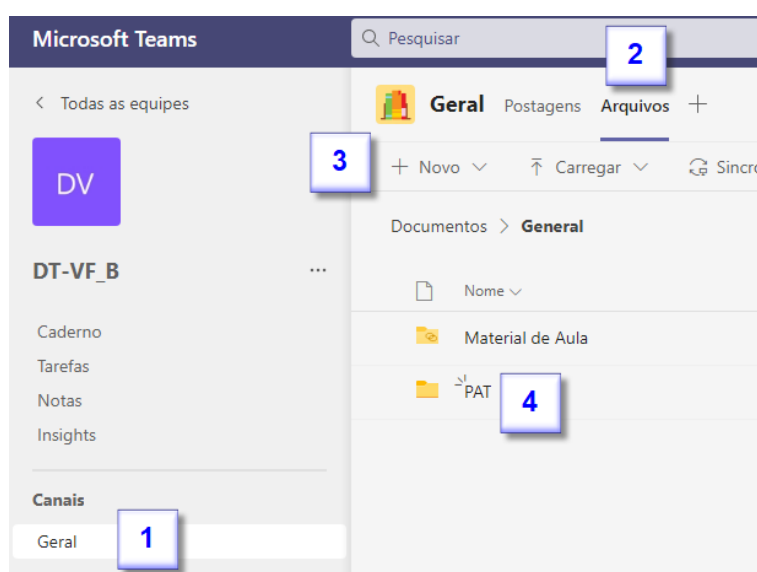 Microsoft Teams
Pesquisar
2
Todas as equipes
Geral Postagens Arquivos
3
Novo Carregar Sincro
DV
Documentos > General
DT-VF_B ...
Nome
Caderno
Material de Aula
Tarefas
PAT
4
Notas
Insights
Canais
Geral
1